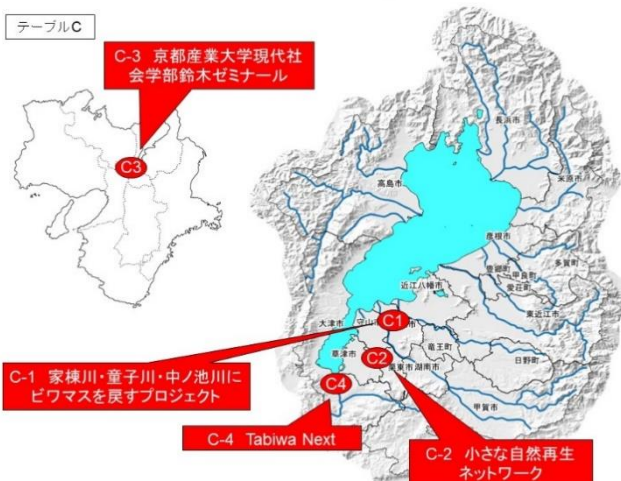 テーブルC
C-3 京都産業大学現代社
会学部鈴木ゼミナール
C3
長浜市
高島市
米原市
彦根市
多賀町
豊郷町
甲良町
愛荘町
近江八幡市
東近江市
大津市
守山
市
C1
竜王町
日野町
草津市
C2
栗東市
湖南市
C4
甲賀市
C-1 家棟川・童子川・中ノ池川に
ビワマスを戻すプロジェクト
C-4 Tabiwa Next
C-2 小さな自然再生
ネットワーク